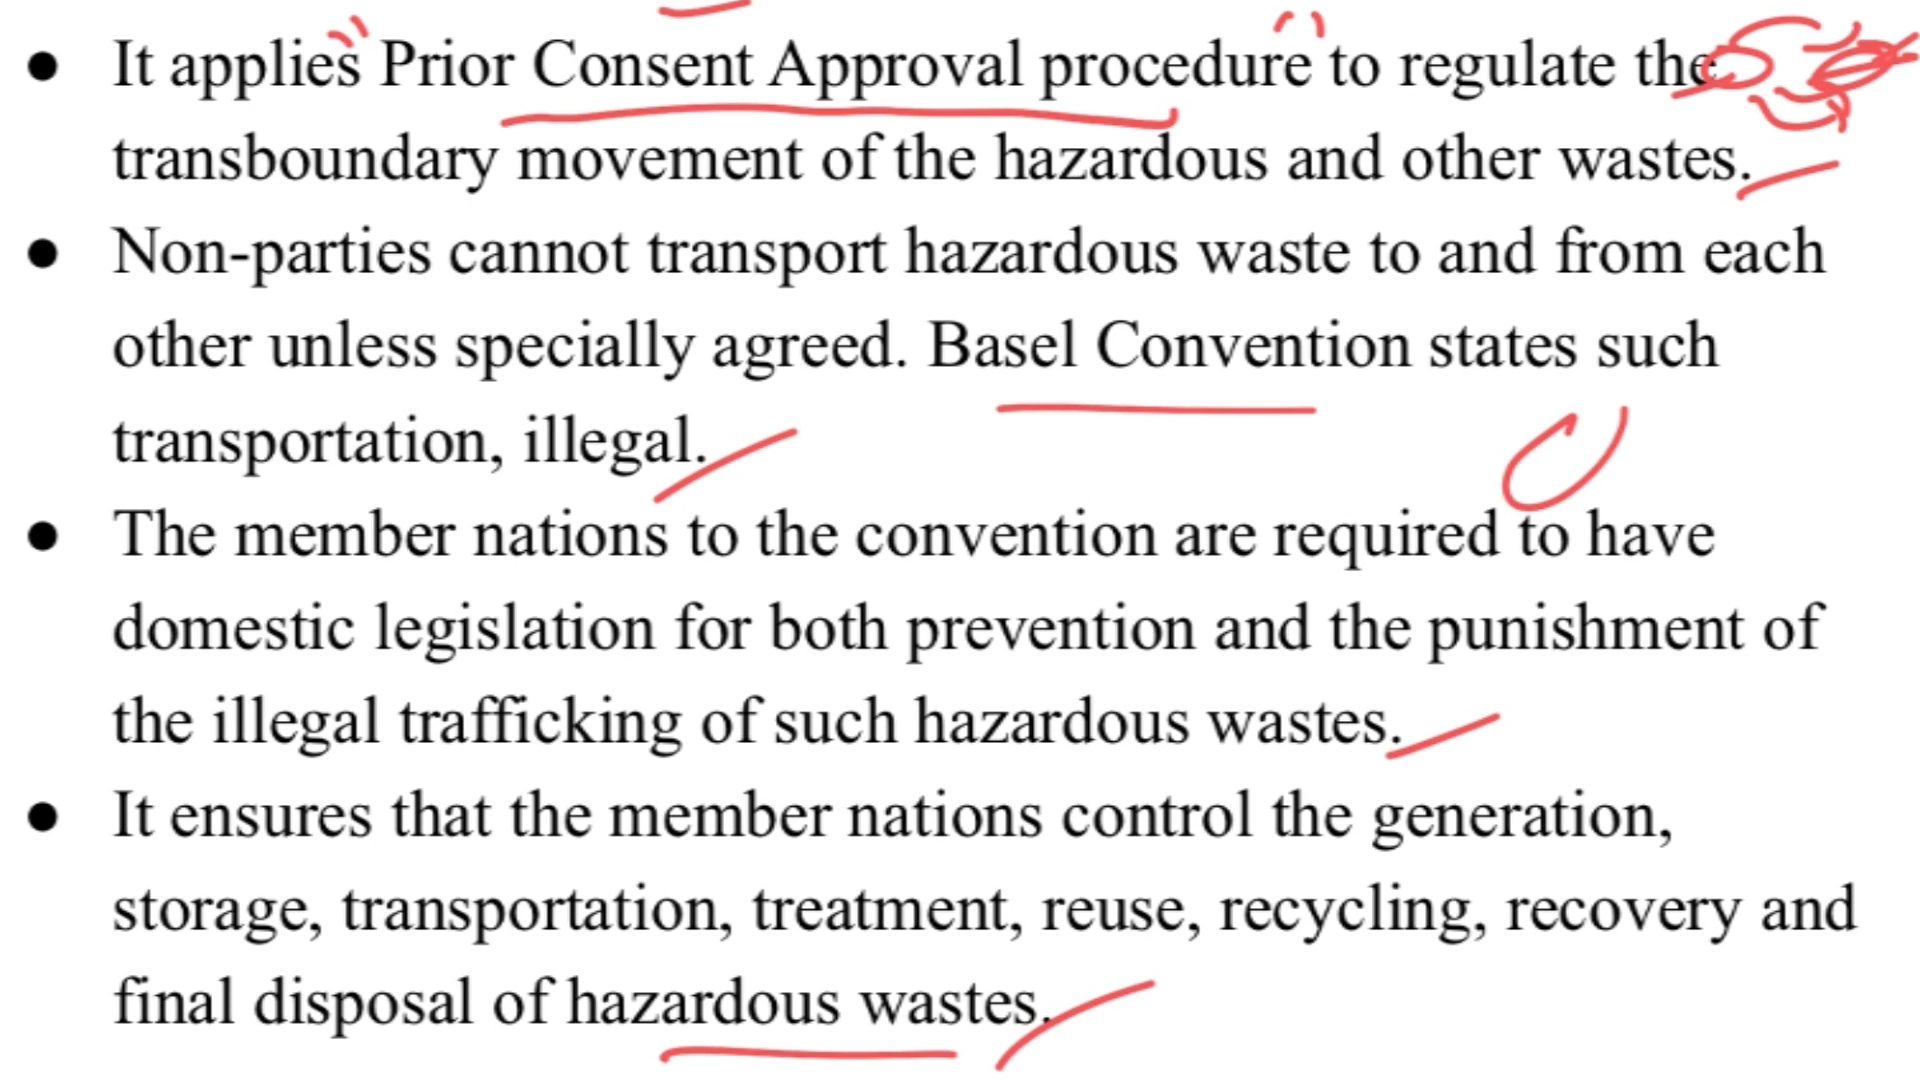 ● It applies" Prior Consent Approval procedure" to regulate the
transboundary movement of the hazardous and other wastes.
● Non-parties cannot transport hazardous waste to and from each
other unless specially agreed. Basel Convention states such
transportation, illegal.
● The member nations to the convention are required to have
domestic legislation for both prevention and the punishment of
the illegal trafficking of such hazardous wastes.
● It ensures that the member nations control the generation,
storage, transportation, treatment, reuse, recycling, recovery and
final disposal of hazardous wastes.